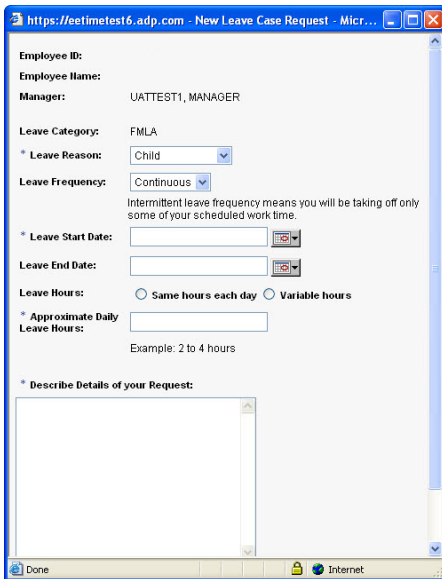 https://eetimetest6.adp.com - New Leave Case Request - Micr...
Employee ID:
Employee Name:
Manager: UATTEST1, MANAGER
Leave Category: FMLA
* Leave Reason: Child
Leave Frequency: Continuous
Intermittent leave frequency means you will be taking off only
some of your scheduled work time.
* Leave Start Date:
Leave End Date:
Leave Hours: Same hours each day Variable hours
* Approximate Daily
Leave Hours:
Example: 2 to 4 hours
* Describe Details of your Request:
Done Internet